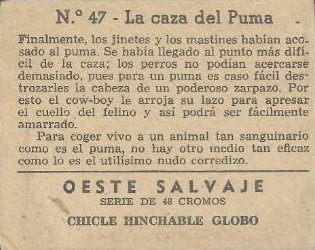 N.º 47 - La caza del Puma
Finalmente, los jinetes y los mastines habían aco-
sado al puma. Se había llegado al punto más difí-
cil de la caza; los perros no podían acercarse
demasiado, pues para un puma es caso fácil des-
trozarles la cabeza de un poderoso zarpazo. Por
esto el cow-boy le arroja su lazo para apresar
el cuello del felino y así podrá ser fácilmente
amarrado.
Para coger vivo a un animal tan sanguinario
como es el puma, no hay otro medio tan eficaz
como lo es el utilísimo nudo corredizo.
OESTE SALVAJE
SERIE DE 48 CROMOS
CHICLE HINCHABLE GLOBO